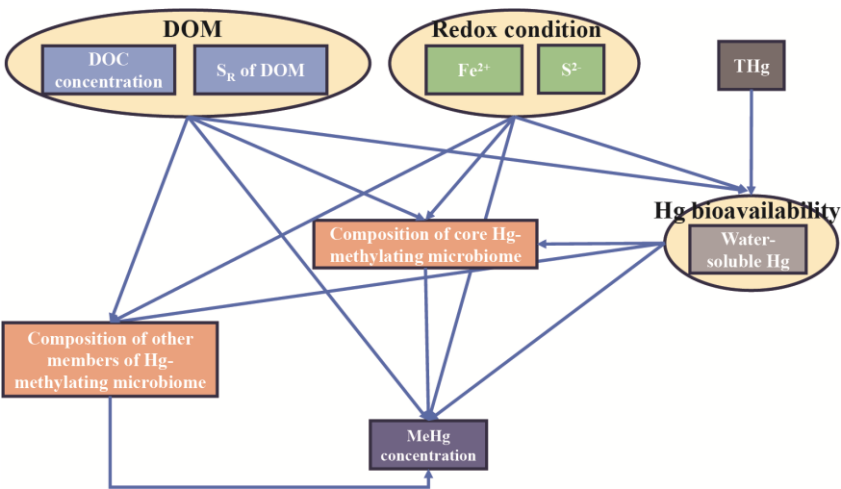 DOM
DOC
concentration
S_R of DOM
Redox condition
Fe²⁺
S²⁻
THg
Hg bioavailability
Water-
soluble Hg
Composition of core Hg-
methylating microbiome
Composition of other
members of Hg-
methylating microbiome
MeHg
concentration